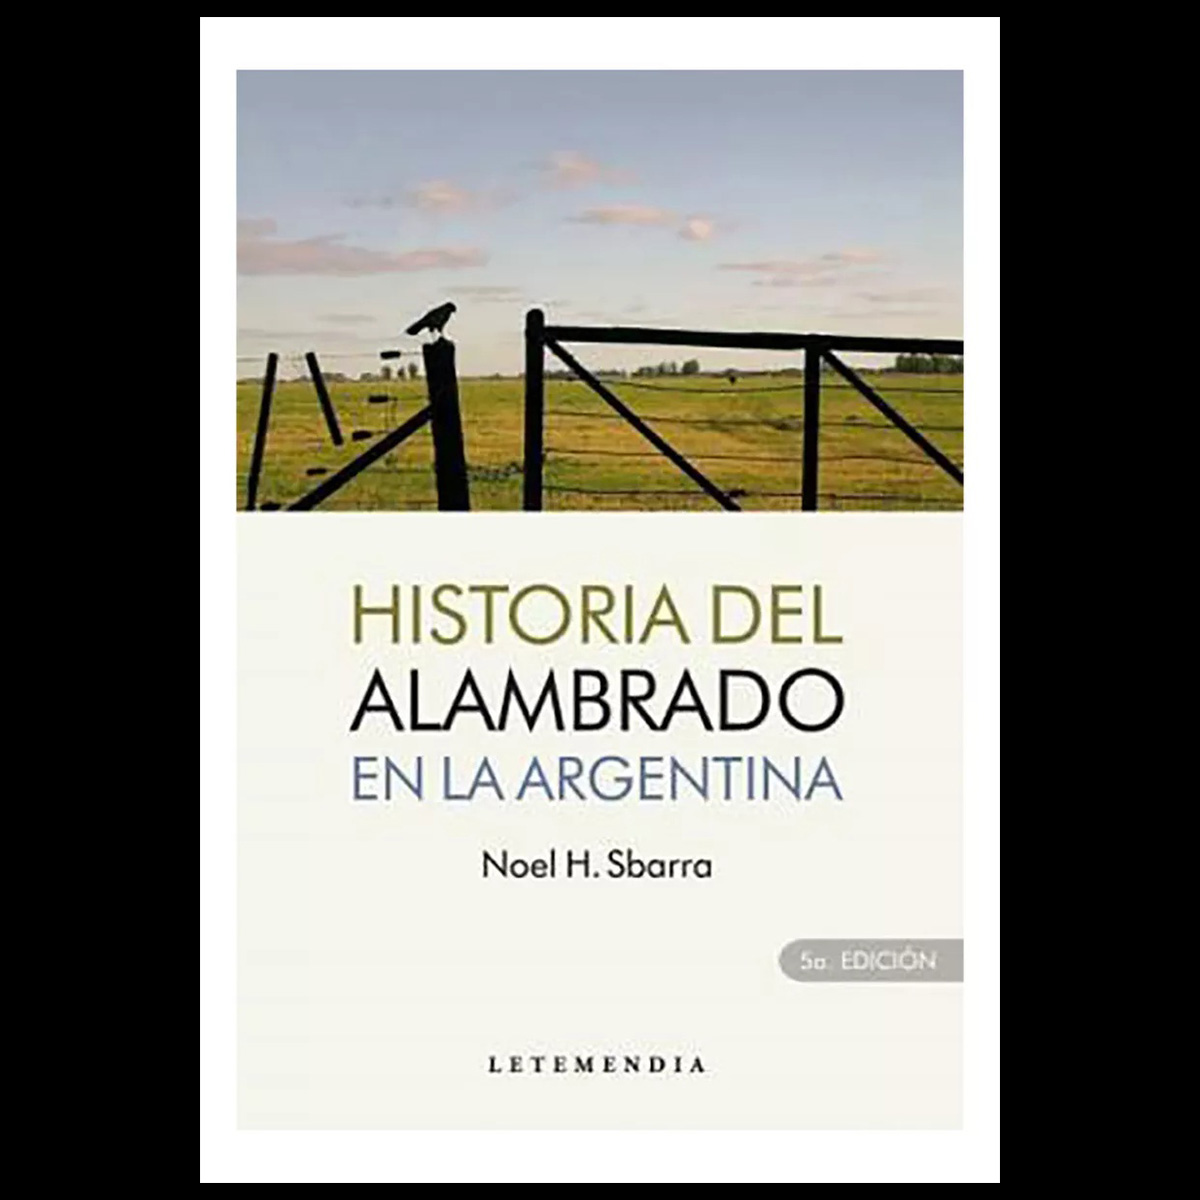 HISTORIA DEL
ALAMBRADO
EN LA ARGENTINA
Noel H. Sbarra
5a. EDICIÓN
LETEMENDIA